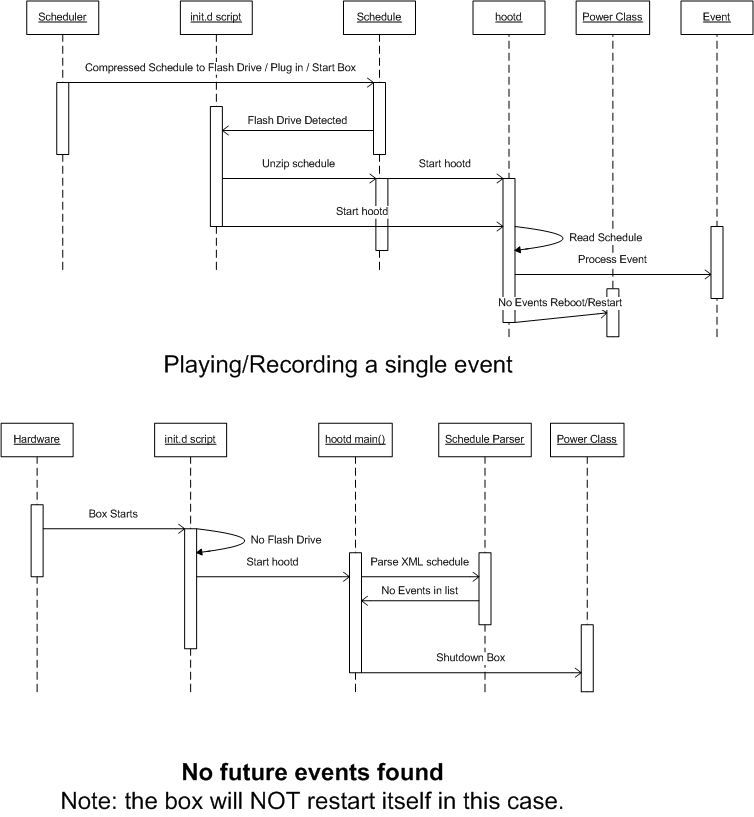 Scheduler
init.d script
Schedule
hootd
Power Class
Event
Compressed Schedule to Flash Drive / Plug in / Start Box
Flash Drive Detected
Unzip schedule
Start hootd
Start hootd
Read Schedule
Process Event
No Events Reboot/Restart
Playing/Recording a single event
Hardware
init.d script
hootd main()
Schedule Parser
Power Class
Box Starts
No Flash Drive
Start hootd
Parse XML schedule
No Events in list
Shutdown Box
No future events found
Note: the box will NOT restart itself in this case.